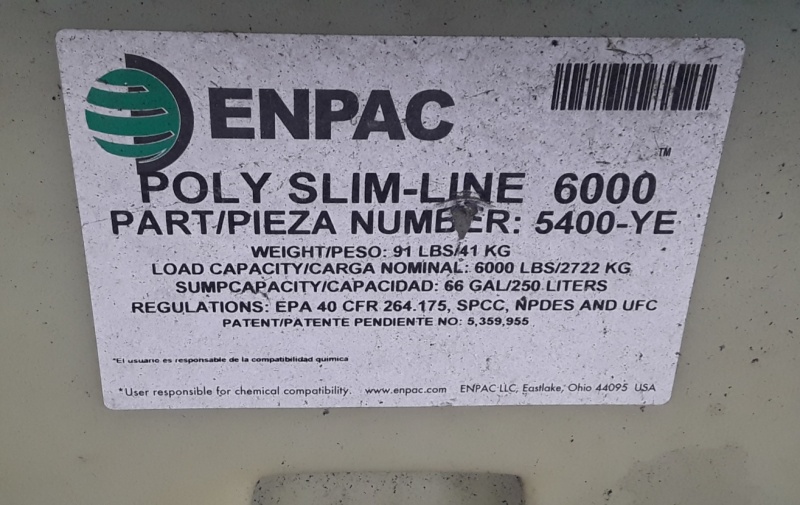 ENPAC
POLY SLIM-LINE 6000™
PART/PIEZA NUMBER: 5400-YE
WEIGHT/PESO: 91 LBS/41 KG
LOAD CAPACITY/CARGA NOMINAL: 6000 LBS/2722 KG
SUMPCAPACITY/CAPACIDAD: 66 GAL/250 LITERS
REGULATIONS: EPA 40 CFR 264.175, SPCC, NPDES AND UFC
PATENT/PATENTE PENDIENTE NO: 5,359,955
*El usuario es responsable de la compatibilidad quimica
*User responsible for chemical compatibility. www.enpac.com ENPAC LLC, Eastlake, Ohio 44095 USA